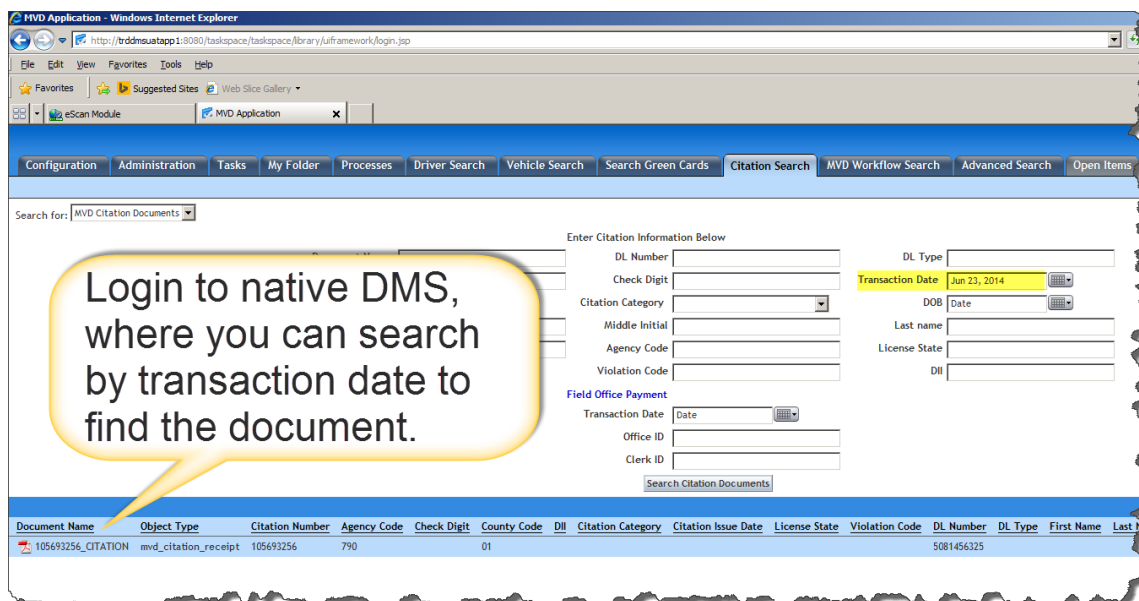 MVD Application - Windows Internet Explorer
http://trddmsuatapp1:8080/taskspace/taskspace/library/uiframework/login.jsp
File Edit View Favorites Tools Help
Favorites Suggested Sites Web Slice Gallery
eScan Module MVD Application x
Configuration Administration Tasks My Folder Processes Driver Search Vehicle Search Search Green Cards Citation Search MVD Workflow Search Advanced Search Open Items
Search for: MVD Citation Documents
Enter Citation Information Below
DL Number DL Type
Check Digit Transaction Date Jun 23, 2014
Citation Category DOB Date
Middle Initial Last name
Agency Code License State
Violation Code DII
Login to native DMS,
where you can search
by transaction date to
find the document.
Field Office Payment
Transaction Date Date
Office ID
Clerk ID
Search Citation Documents
Document Name Object Type Citation Number Agency Code Check Digit County Code DII Citation Category Citation Issue Date License State Violation Code DL Number DL Type First Name Last
105693256_CITATION mvd_citation_receipt 105693256 790 01 5081456325